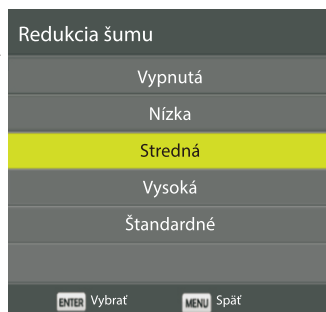 Redukcia šumu
Vypnutá
Nízka
Stredná
Vysoká
Štandardné
ENTER Vybrať MENU Späť